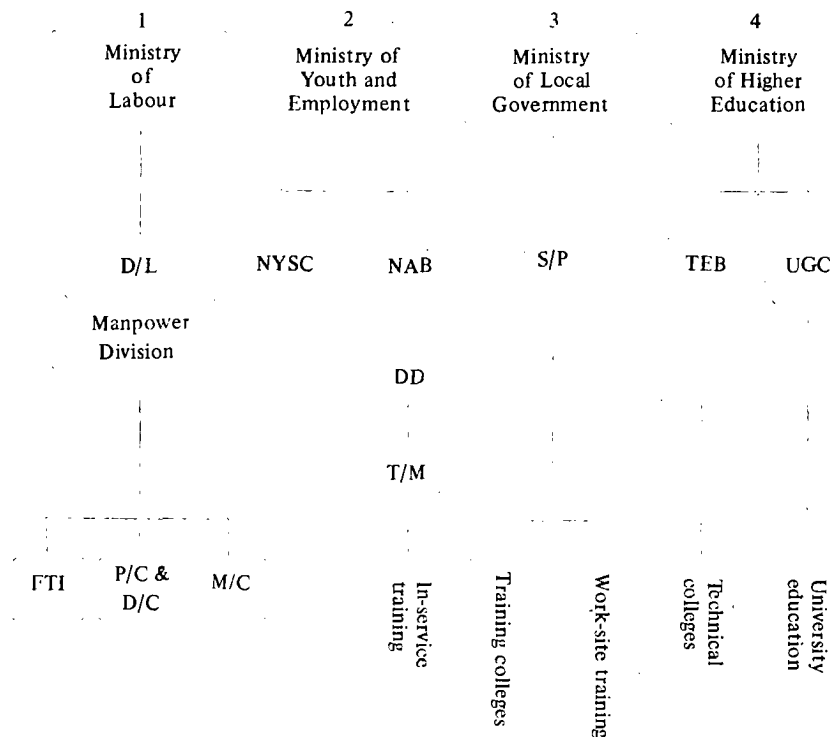 1
Ministry
of
Labour
2
Ministry of
Youth and
Employment
3
Ministry
of Local
Government
4
Ministry
of Higher
Education
D/L
NYSC
NAB
S/P
TEB
UGC
Manpower
Division
DD
T/M
FTI
P/C &
D/C
M/C
In-service
training
Training colleges
Work-site training
Technical
colleges
University
education